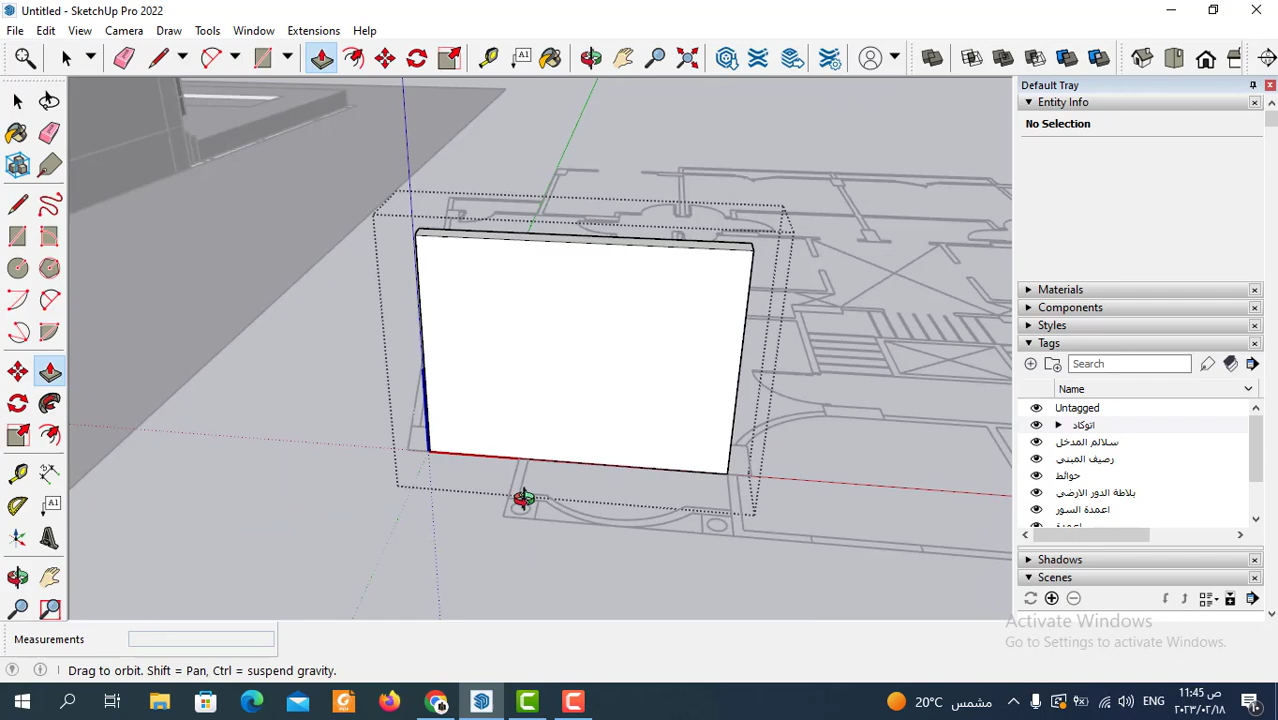 Untitled - SketchUp Pro 2022
File Edit View Camera Draw Tools Window Extensions Help
Default Tray
Entity Info
No Selection
Materials
Components
Styles
Tags
Search
Name
Untagged
اتوكاد
سلالم المدخل
رصيف المبني
حوائط
بلاطة الدور الارضي
اعمدة السور
Shadows
Scenes
Activate Windows
Go to Settings to activate Windows.
Measurements
Drag to orbit. Shift = Pan, Ctrl = suspend gravity.
20°C مشمس
ENG
11:45 ص
٢٠٢٣/٠٢/١٨